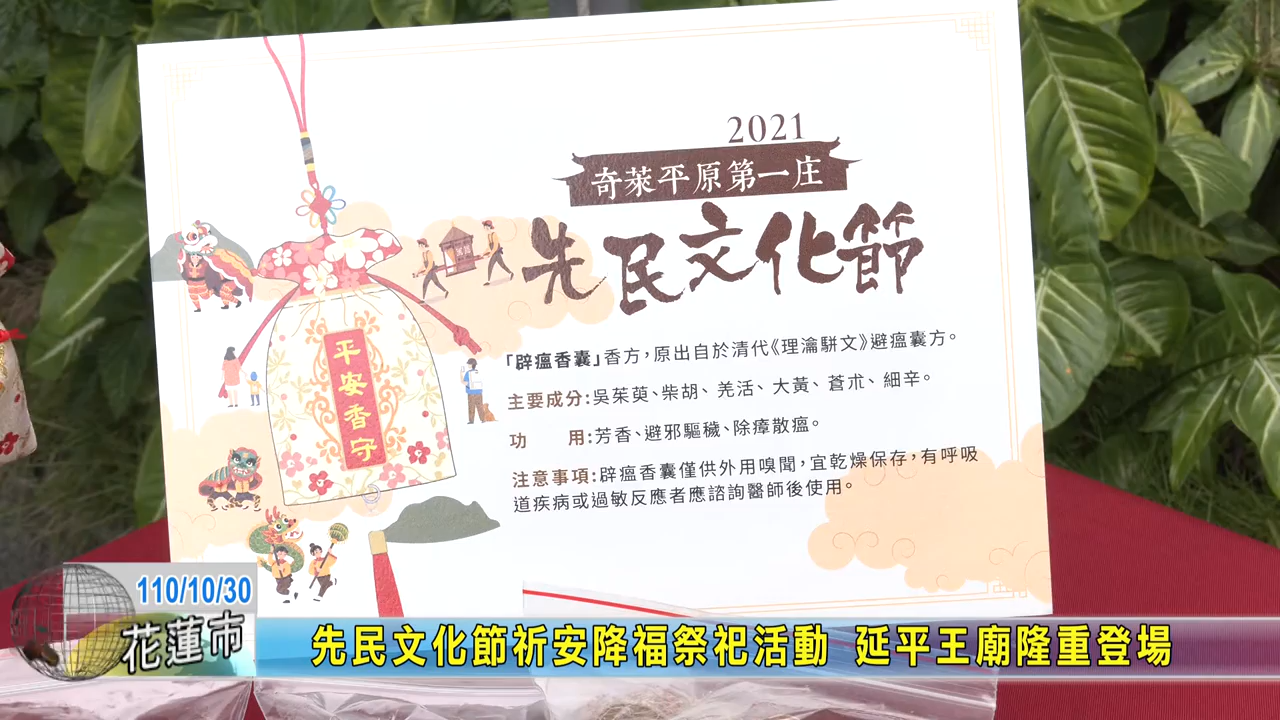 2021
奇萊平原第一庄
先民文化節
平安香守
「辟瘟香囊」香方，原出自於清代《理瀹駢文》避瘟囊方。
主要成分:吳茱萸、柴胡、羌活、大黃、蒼朮、細辛。
功　　用:芳香、避邪驅穢、除瘴散瘟。
注意事項:辟瘟香囊僅供外用嗅聞，宜乾燥保存，有呼吸
道疾病或過敏反應者應諮詢醫師後使用。
110/10/30
花蓮市
先民文化節祈安降福祭祀活動 延平王廟隆重登場